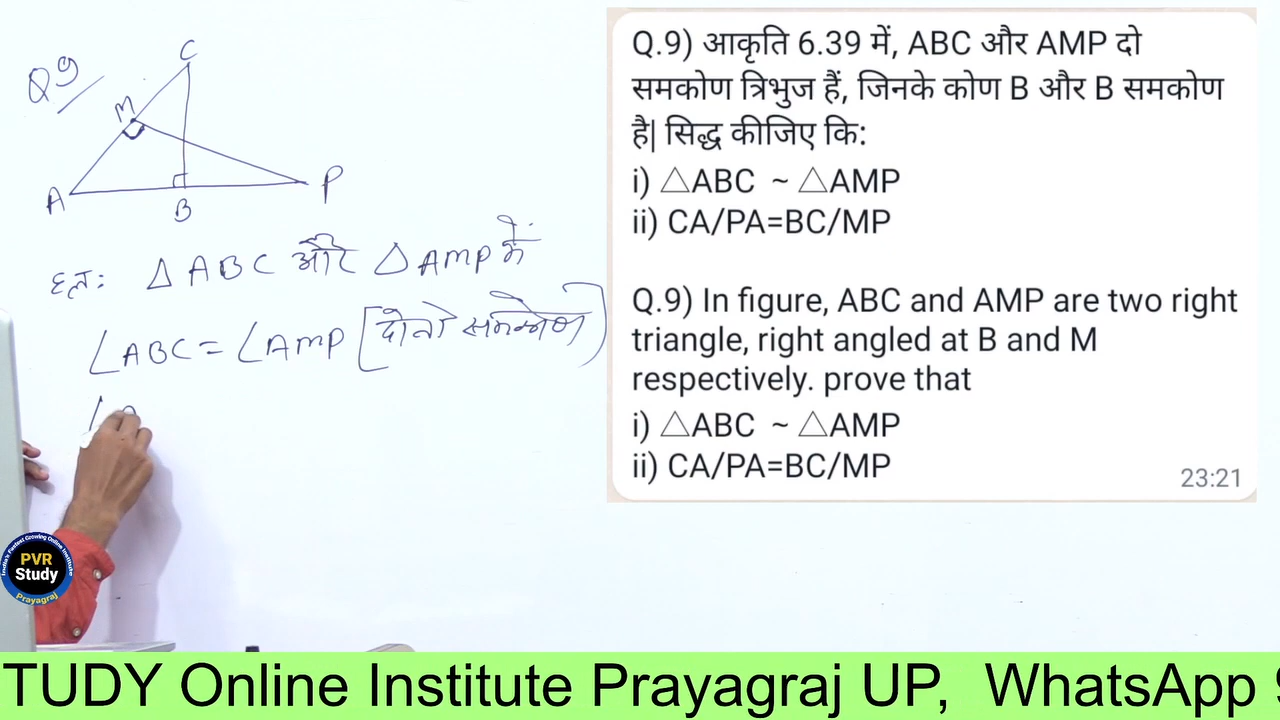 Q 9
C
M
A
B
P
हल: △ ABC और △ AMP में
∠ABC = ∠AMP [दोनो समकोण]
Q.9) आकृति 6.39 में, ABC और AMP दो
समकोण त्रिभुज हैं, जिनके कोण B और B समकोण
है| सिद्ध कीजिए कि:
i) △ABC ~ △AMP
ii) CA/PA=BC/MP
Q.9) In figure, ABC and AMP are two right
triangle, right angled at B and M
respectively. prove that
i) △ABC ~ △AMP
ii) CA/PA=BC/MP
23:21
PVR
Study
Prayagraj
TUDY Online Institute Prayagraj UP, WhatsApp 9